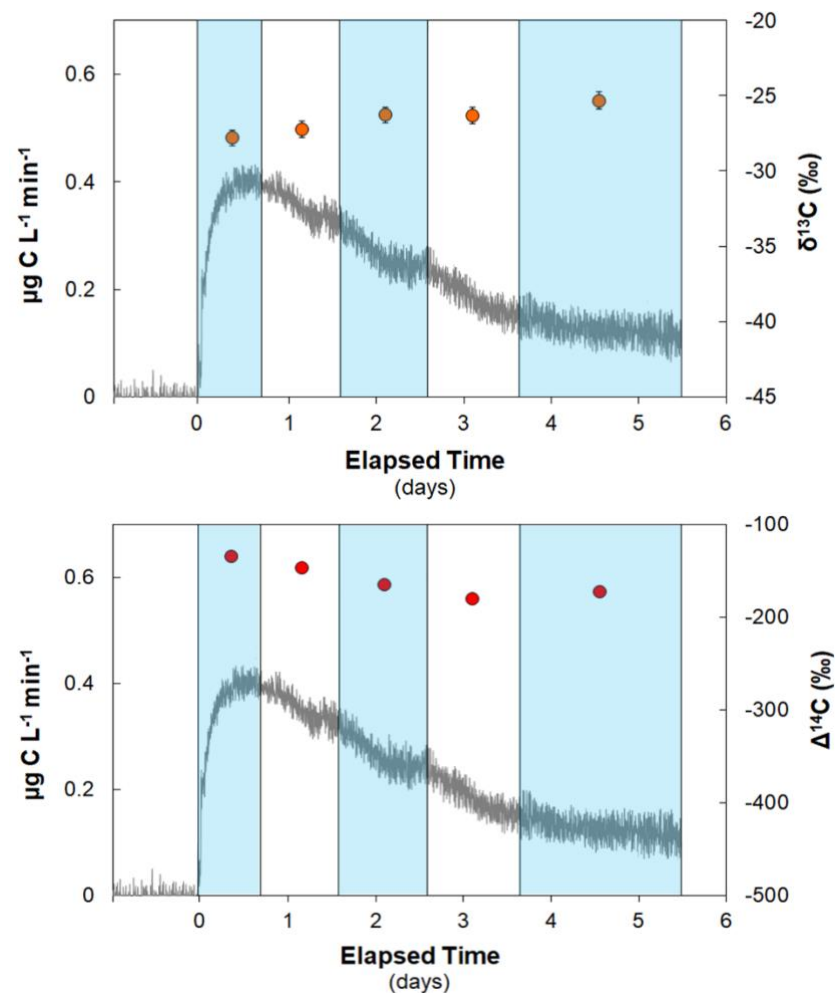 -20
0.6
-25
0.4
-30
µg C L⁻¹ min⁻¹
-35
δ¹³C (‰)
0.2
-40
0
-45
0 1 2 3 4 5 6
Elapsed Time
(days)
-100
0.6
-200
0.4
-300
µg C L⁻¹ min⁻¹
Δ¹⁴C (‰)
0.2
-400
0
-500
0 1 2 3 4 5 6
Elapsed Time
(days)